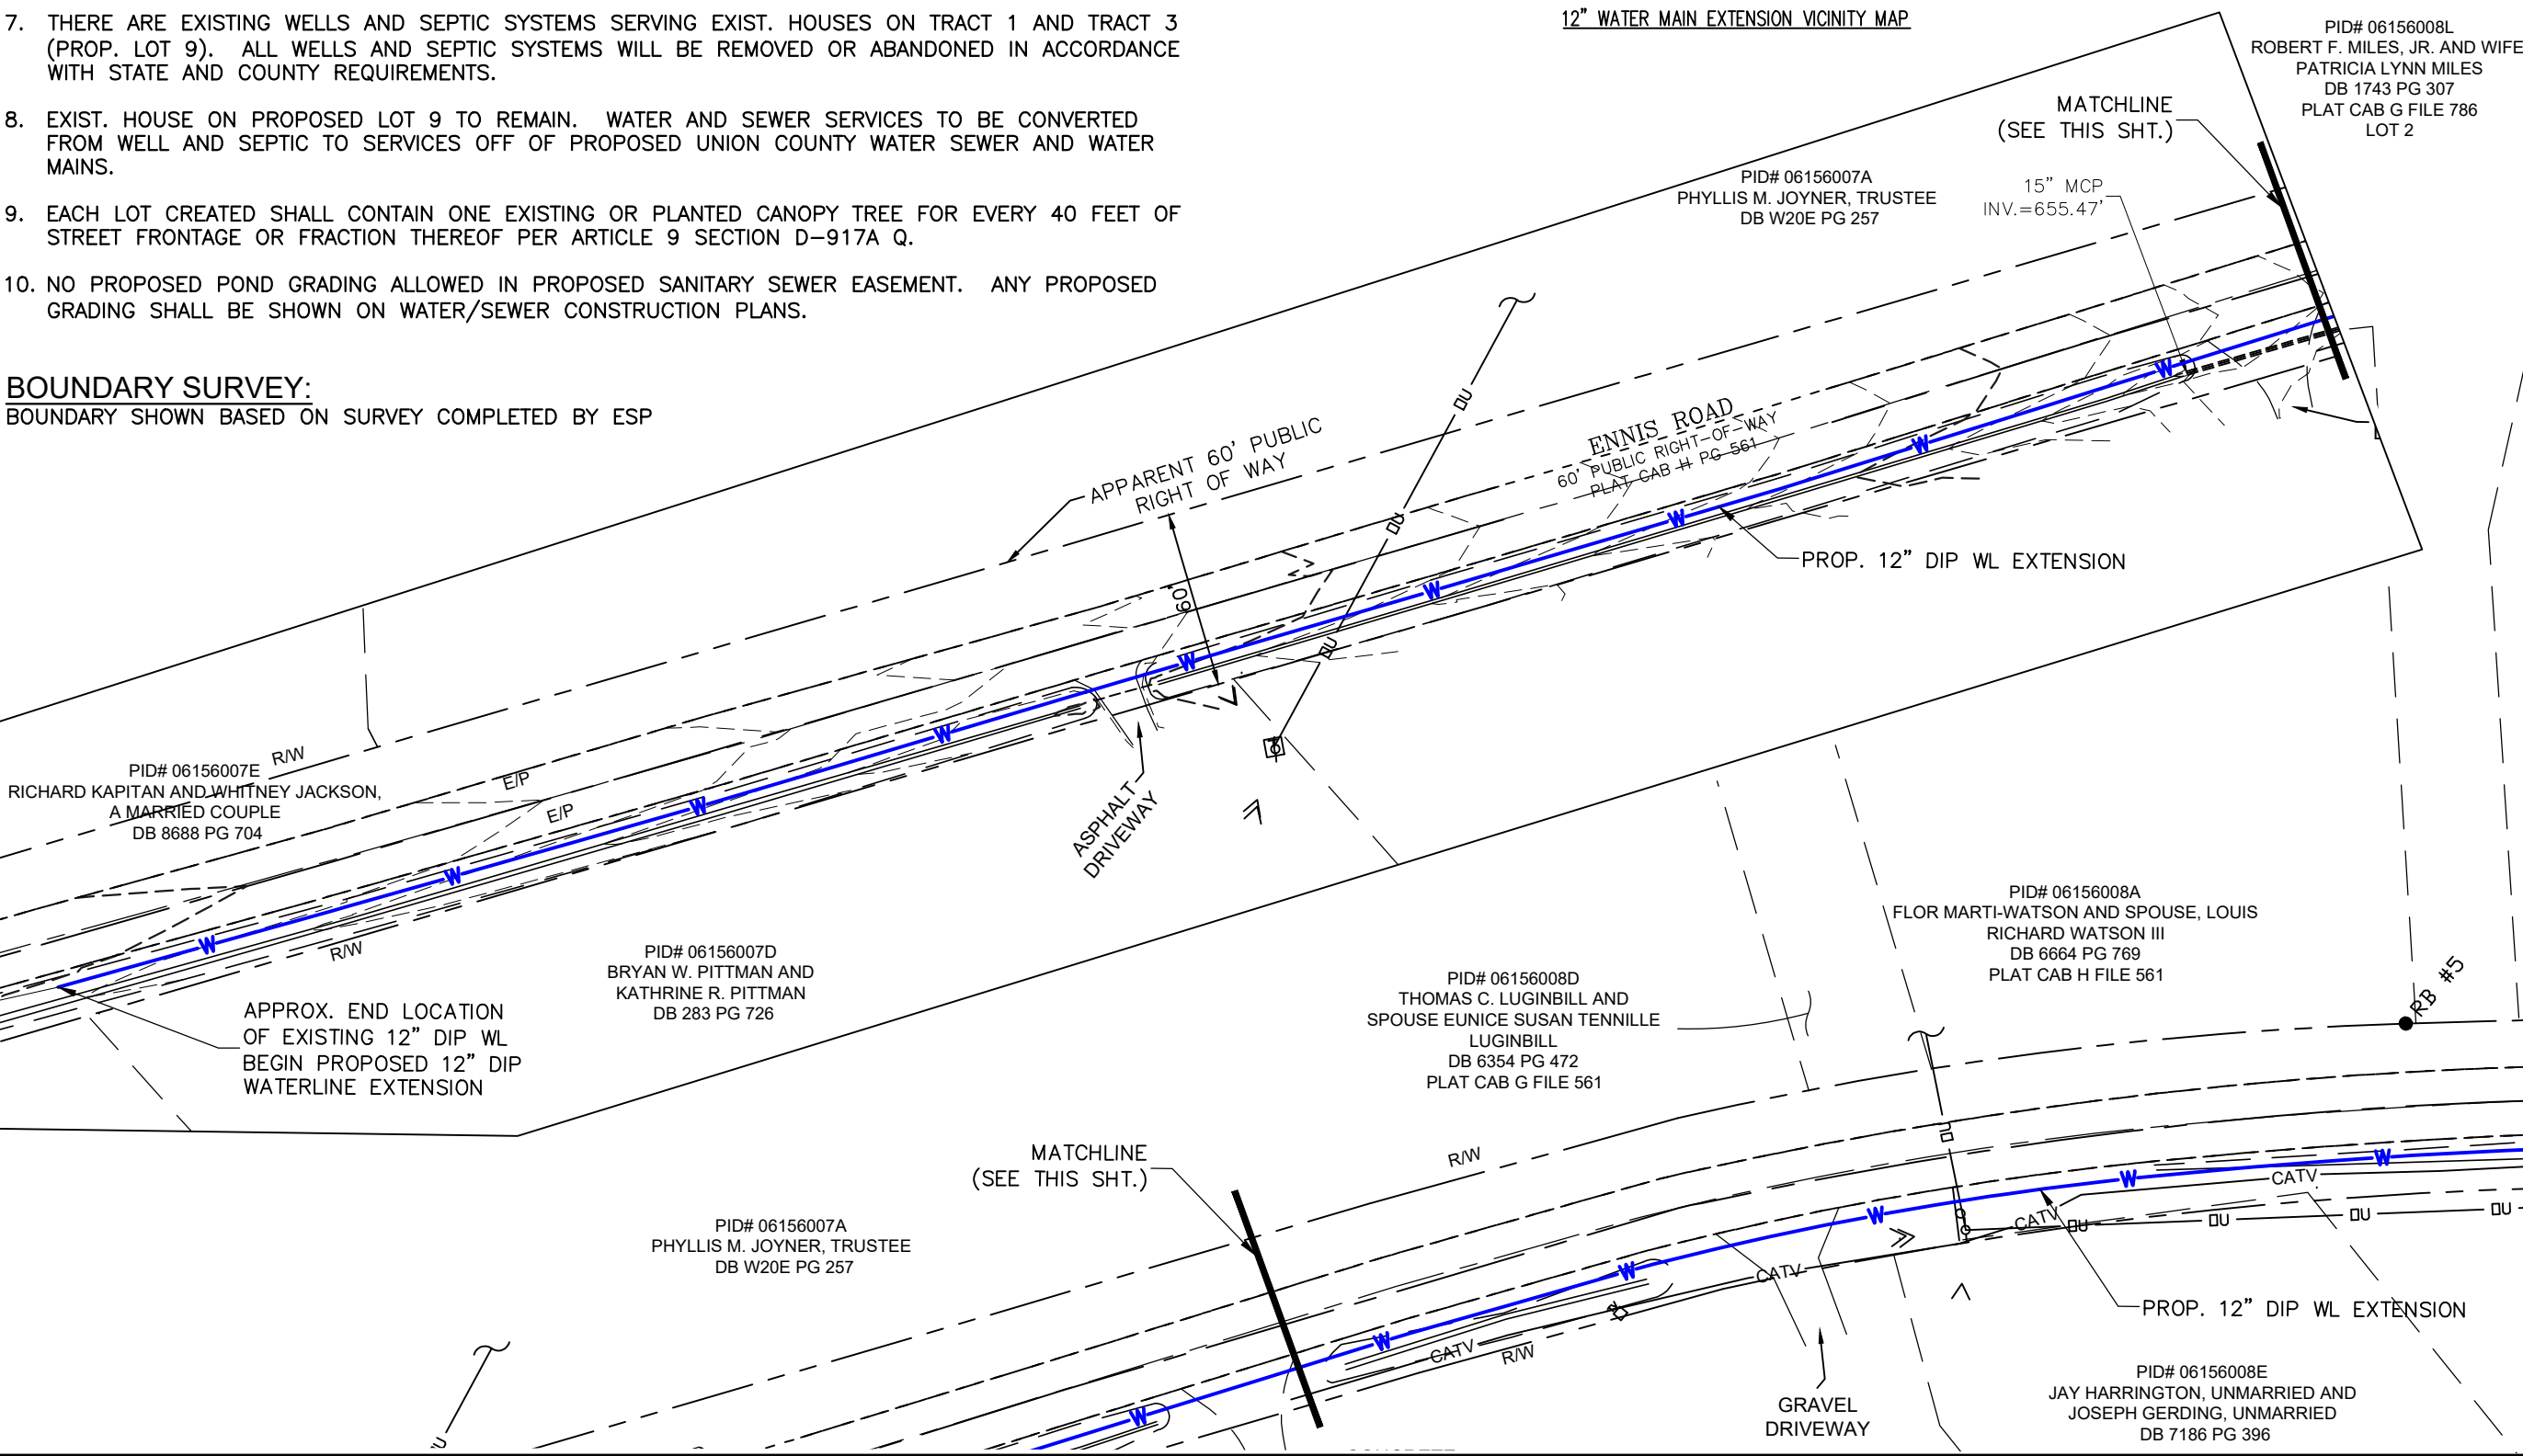 7. THERE ARE EXISTING WELLS AND SEPTIC SYSTEMS SERVING EXIST. HOUSES ON TRACT 1 AND TRACT 3
(PROP. LOT 9). ALL WELLS AND SEPTIC SYSTEMS WILL BE REMOVED OR ABANDONED IN ACCORDANCE
WITH STATE AND COUNTY REQUIREMENTS.
8. EXIST. HOUSE ON PROPOSED LOT 9 TO REMAIN. WATER AND SEWER SERVICES TO BE CONVERTED
FROM WELL AND SEPTIC TO SERVICES OFF OF PROPOSED UNION COUNTY WATER SEWER AND WATER
MAINS.
9. EACH LOT CREATED SHALL CONTAIN ONE EXISTING OR PLANTED CANOPY TREE FOR EVERY 40 FEET OF
STREET FRONTAGE OR FRACTION THEREOF PER ARTICLE 9 SECTION D-917A Q.
10. NO PROPOSED POND GRADING ALLOWED IN PROPOSED SANITARY SEWER EASEMENT. ANY PROPOSED
GRADING SHALL BE SHOWN ON WATER/SEWER CONSTRUCTION PLANS.
BOUNDARY SURVEY:
BOUNDARY SHOWN BASED ON SURVEY COMPLETED BY ESP
12" WATER MAIN EXTENSION VICINITY MAP
PID# 06156008L
ROBERT F. MILES, JR. AND WIFE
PATRICIA LYNN MILES
DB 1743 PG 307
PLAT CAB G FILE 786
LOT 2
MATCHLINE
(SEE THIS SHT.)
PID# 06156007A
PHYLLIS M. JOYNER, TRUSTEE
DB W20E PG 257
15" MCP
INV.=655.47'
OU
OU
OU
ENNIS ROAD
60' PUBLIC RIGHT-OF-WAY
PLAT CAB H PG 561
APPARENT 60' PUBLIC
RIGHT OF WAY
60'
W
W
W
W
W
W
W
W
W
PROP. 12" DIP WL EXTENSION
R/W
PID# 06156007E
RICHARD KAPITAN AND WHITNEY JACKSON,
A MARRIED COUPLE
DB 8688 PG 704
E/P
E/P
ASPHALT
DRIVEWAY
R/W
PID# 06156007D
BRYAN W. PITTMAN AND
KATHRINE R. PITTMAN
DB 283 PG 726
APPROX. END LOCATION
OF EXISTING 12" DIP WL
BEGIN PROPOSED 12" DIP
WATERLINE EXTENSION
PID# 06156008A
FLOR MARTI-WATSON AND SPOUSE, LOUIS
RICHARD WATSON III
DB 6664 PG 769
PLAT CAB H FILE 561
PID# 06156008D
THOMAS C. LUGINBILL AND
SPOUSE EUNICE SUSAN TENNILLE
LUGINBILL
DB 6354 PG 472
PLAT CAB G FILE 561
RB #5
MATCHLINE
(SEE THIS SHT.)
R/W
PID# 06156007A
PHYLLIS M. JOYNER, TRUSTEE
DB W20E PG 257
W
W
W
W
W
W
CATV
CATV
CATV
CATV
OU
OU
OU
OU
R/W
PROP. 12" DIP WL EXTENSION
GRAVEL
DRIVEWAY
PID# 06156008E
JAY HARRINGTON, UNMARRIED AND
JOSEPH GERDING, UNMARRIED
DB 7186 PG 396